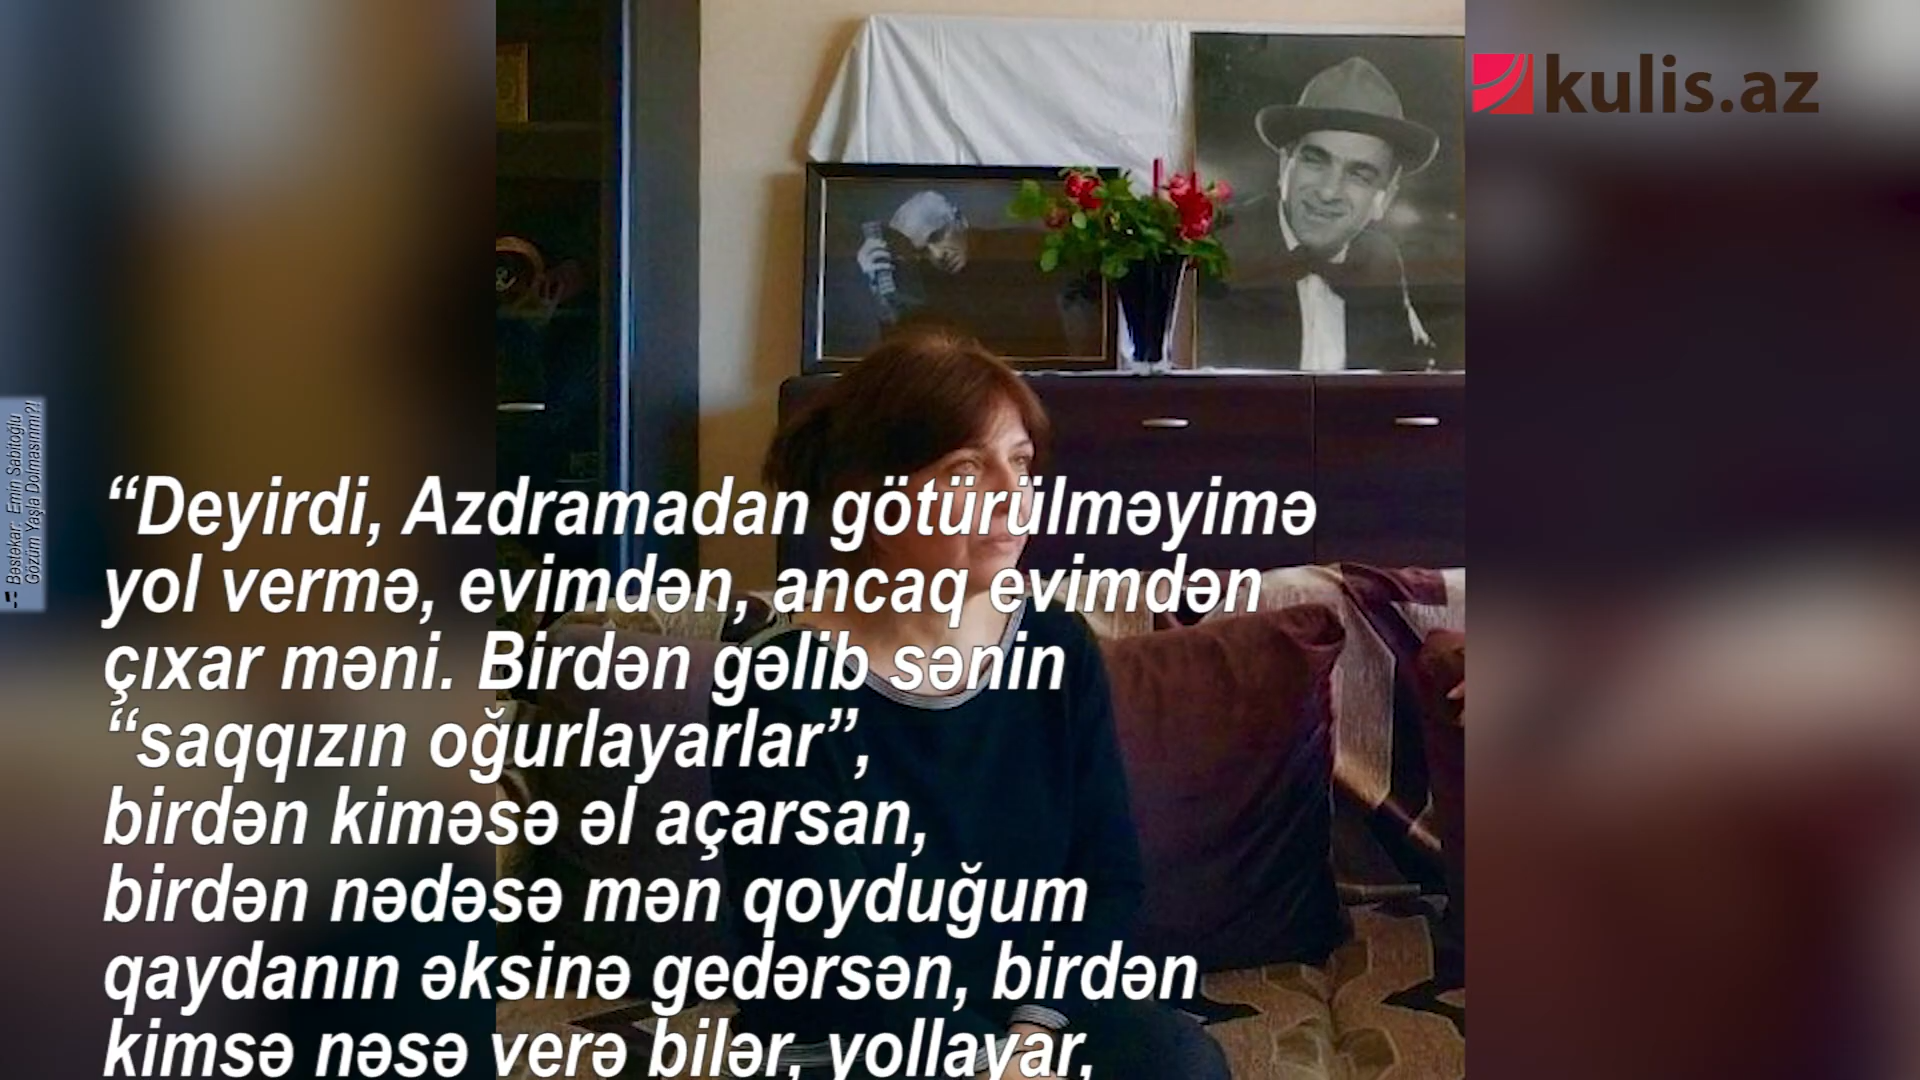 kulis.az
Bəstəkar: Emin Sabitoğlu
Gözüm Yaşla Dolmasınmı?!
“Deyirdi, Azdramadan götürülməyimə
yol vermə, evimdən, ancaq evimdən
çıxar məni. Birdən gəlib sənin
“saqqızın oğurlayarlar”,
birdən kiməsə əl açarsan,
birdən nədəsə mən qoyduğum
qaydanın əksinə gedərsən, birdən
kimsə nəsə verə bilər, yollayar,